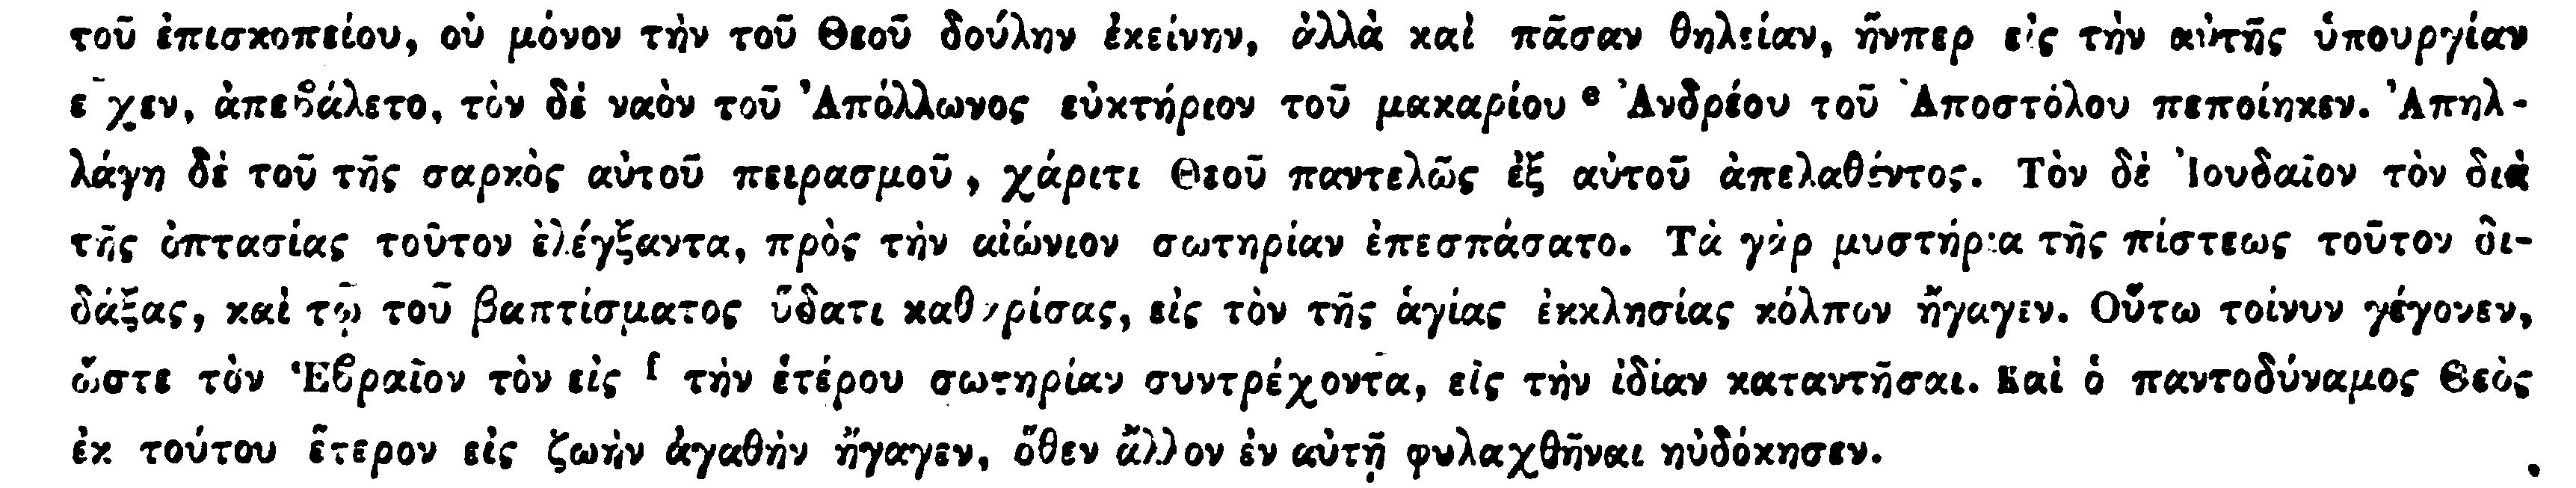 τοῦ ἐπισκοπείου, οὐ μόνον τὴν τοῦ Θεοῦ δούλην ἐκείνην, ἀλλὰ καὶ πᾶσαν θηλείαν, ἥνπερ εἰς τὴν αὐτῆς ὑπουργίαν
εἶχεν, ἀπεβάλετο, τὸν δὲ ναὸν τοῦ Ἀπόλλωνος εὐκτήριον τοῦ μακαρίου e Ἀνδρέου τοῦ Ἀποστόλου πεποίηκεν. Ἀπηλ-
λάγη δὲ τοῦ τῆς σαρκὸς αὐτοῦ πειρασμοῦ, χάριτι Θεοῦ παντελῶς ἐξ αὐτοῦ ἀπελαθέντος. Τὸν δὲ Ἰουδαῖον τὸν διὰ
τῆς ὀπτασίας τοῦτον ἐλέγξαντα, πρὸς τὴν αἰώνιον σωτηρίαν ἐπεσπάσατο. Τὰ γὰρ μυστήρια τῆς πίστεως τοῦτον δι-
δάξας, καὶ τῷ τοῦ βαπτίσματος ὕδατι καθαρίσας, εἰς τὸν τῆς ἁγίας ἐκκλησίας κόλπον ἤγαγεν. Οὕτω τοίνυν γέγονεν,
ὥστε τὸν Ἑβραῖον τὸν εἰς f τὴν ἑτέρου σωτηρίαν συντρέχοντα, εἰς τὴν ἰδίαν καταντῆσαι. Καὶ ὁ παντοδύναμος Θεὸς
ἐκ τούτου ἕτερον εἰς ζωὴν ἀγαθὴν ἤγαγεν, ὅθεν ἄλλον ἐν αὐτῇ φυλαχθῆναι ηὐδόκησεν.